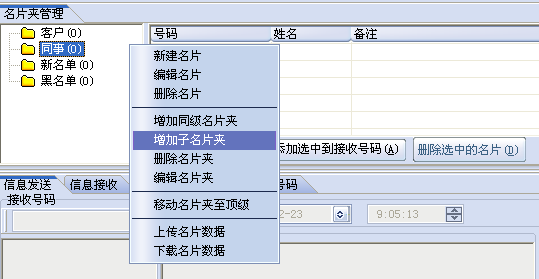 名片夹管理
客户(0)
同事(0)
新名单(0)
黑名单(0)
号码 姓名 备注
新建名片
编辑名片
删除名片
增加同级名片夹
增加子名片夹
删除名片夹
编辑名片夹
移动名片夹至顶级
上传名片数据
下载名片数据
添加选中到接收号码(A) 删除选中的名片(D)
信息发送 信息接收 号码
接收号码
2-23 9:05:13